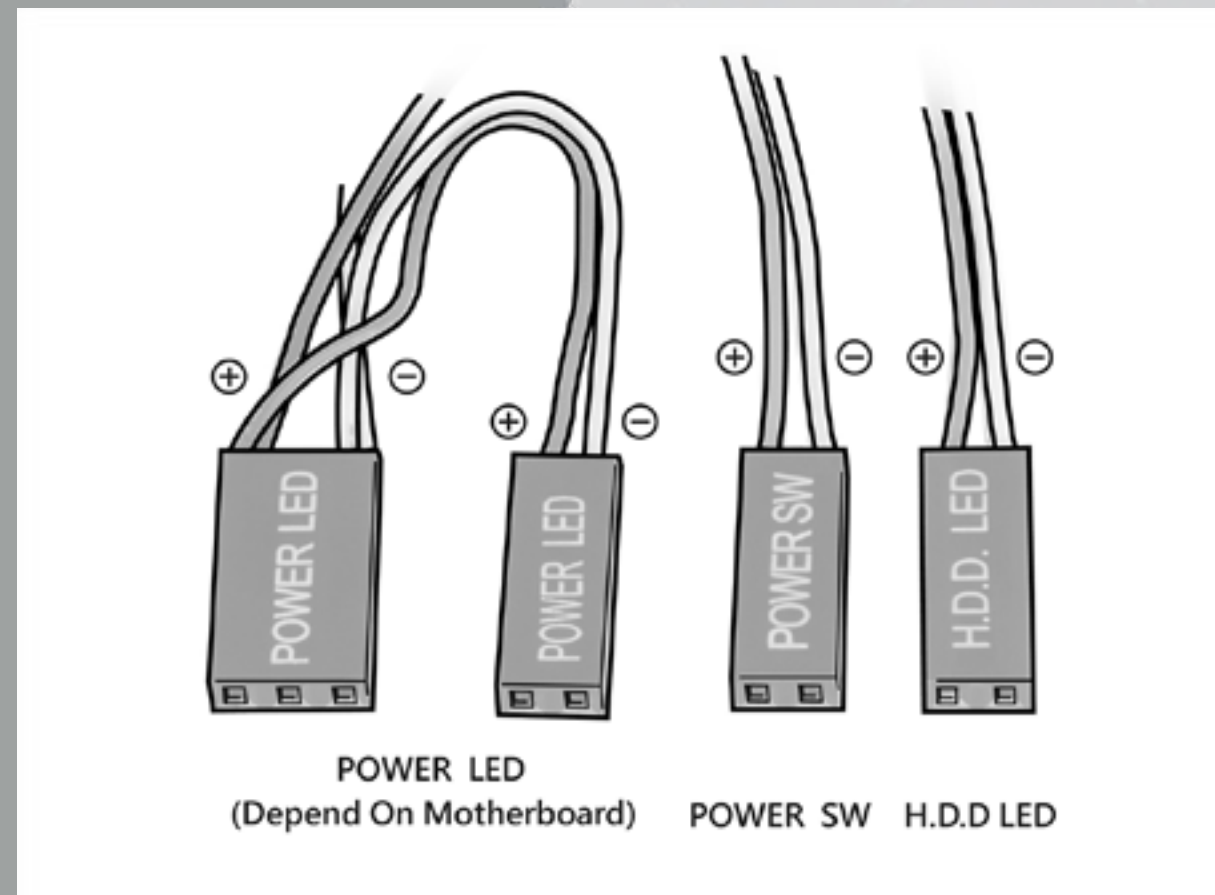 POWER LED
POWER LED
POWER SW
H.D.D. LED
POWER LED
(Depend On Motherboard)
POWER SW
H.D.D LED